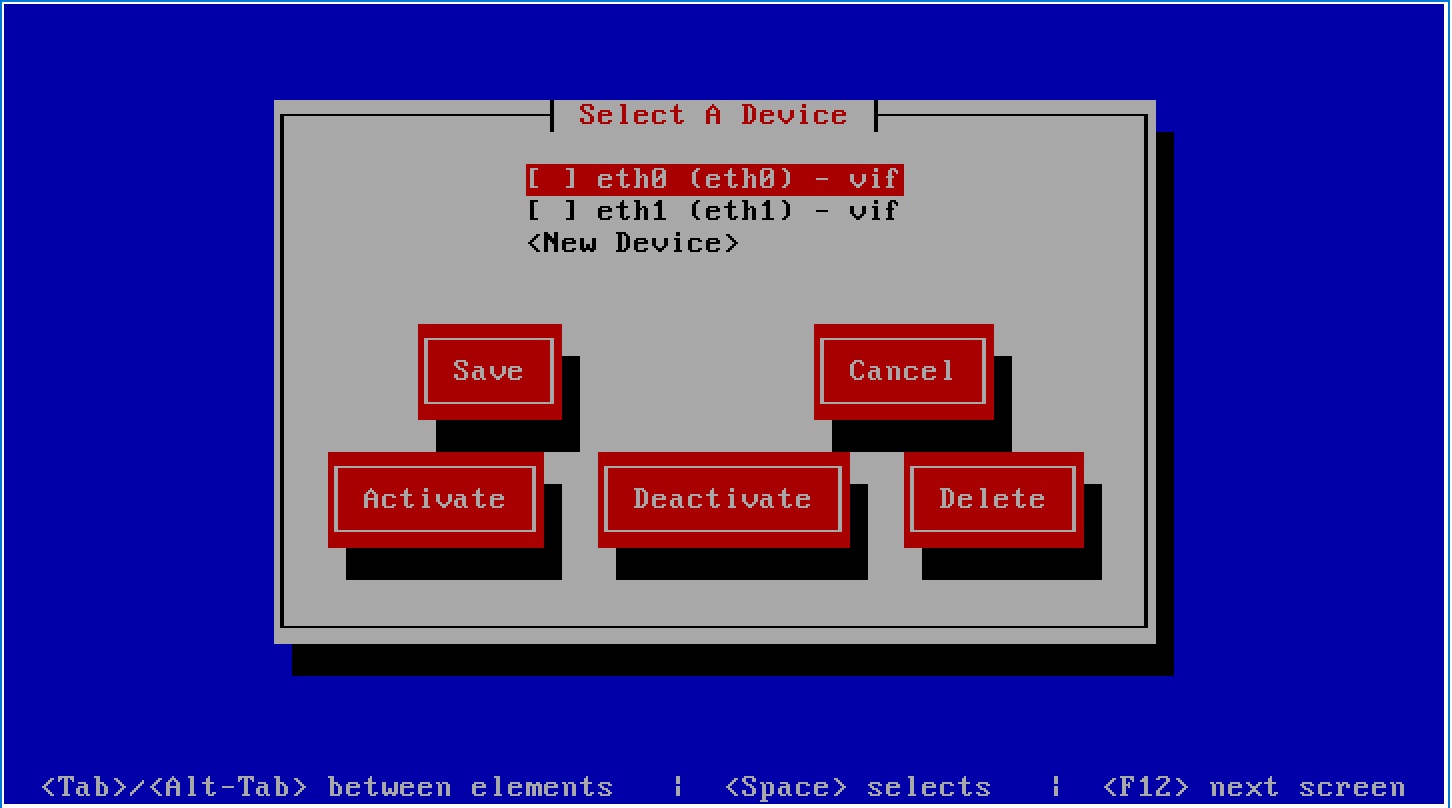 Select A Device
[ ] eth0 (eth0) - vif
[ ] eth1 (eth1) - vif
<New Device>
Save Cancel
Activate Deactivate Delete
<Tab>/<Alt-Tab> between elements | <Space> selects | <F12> next screen